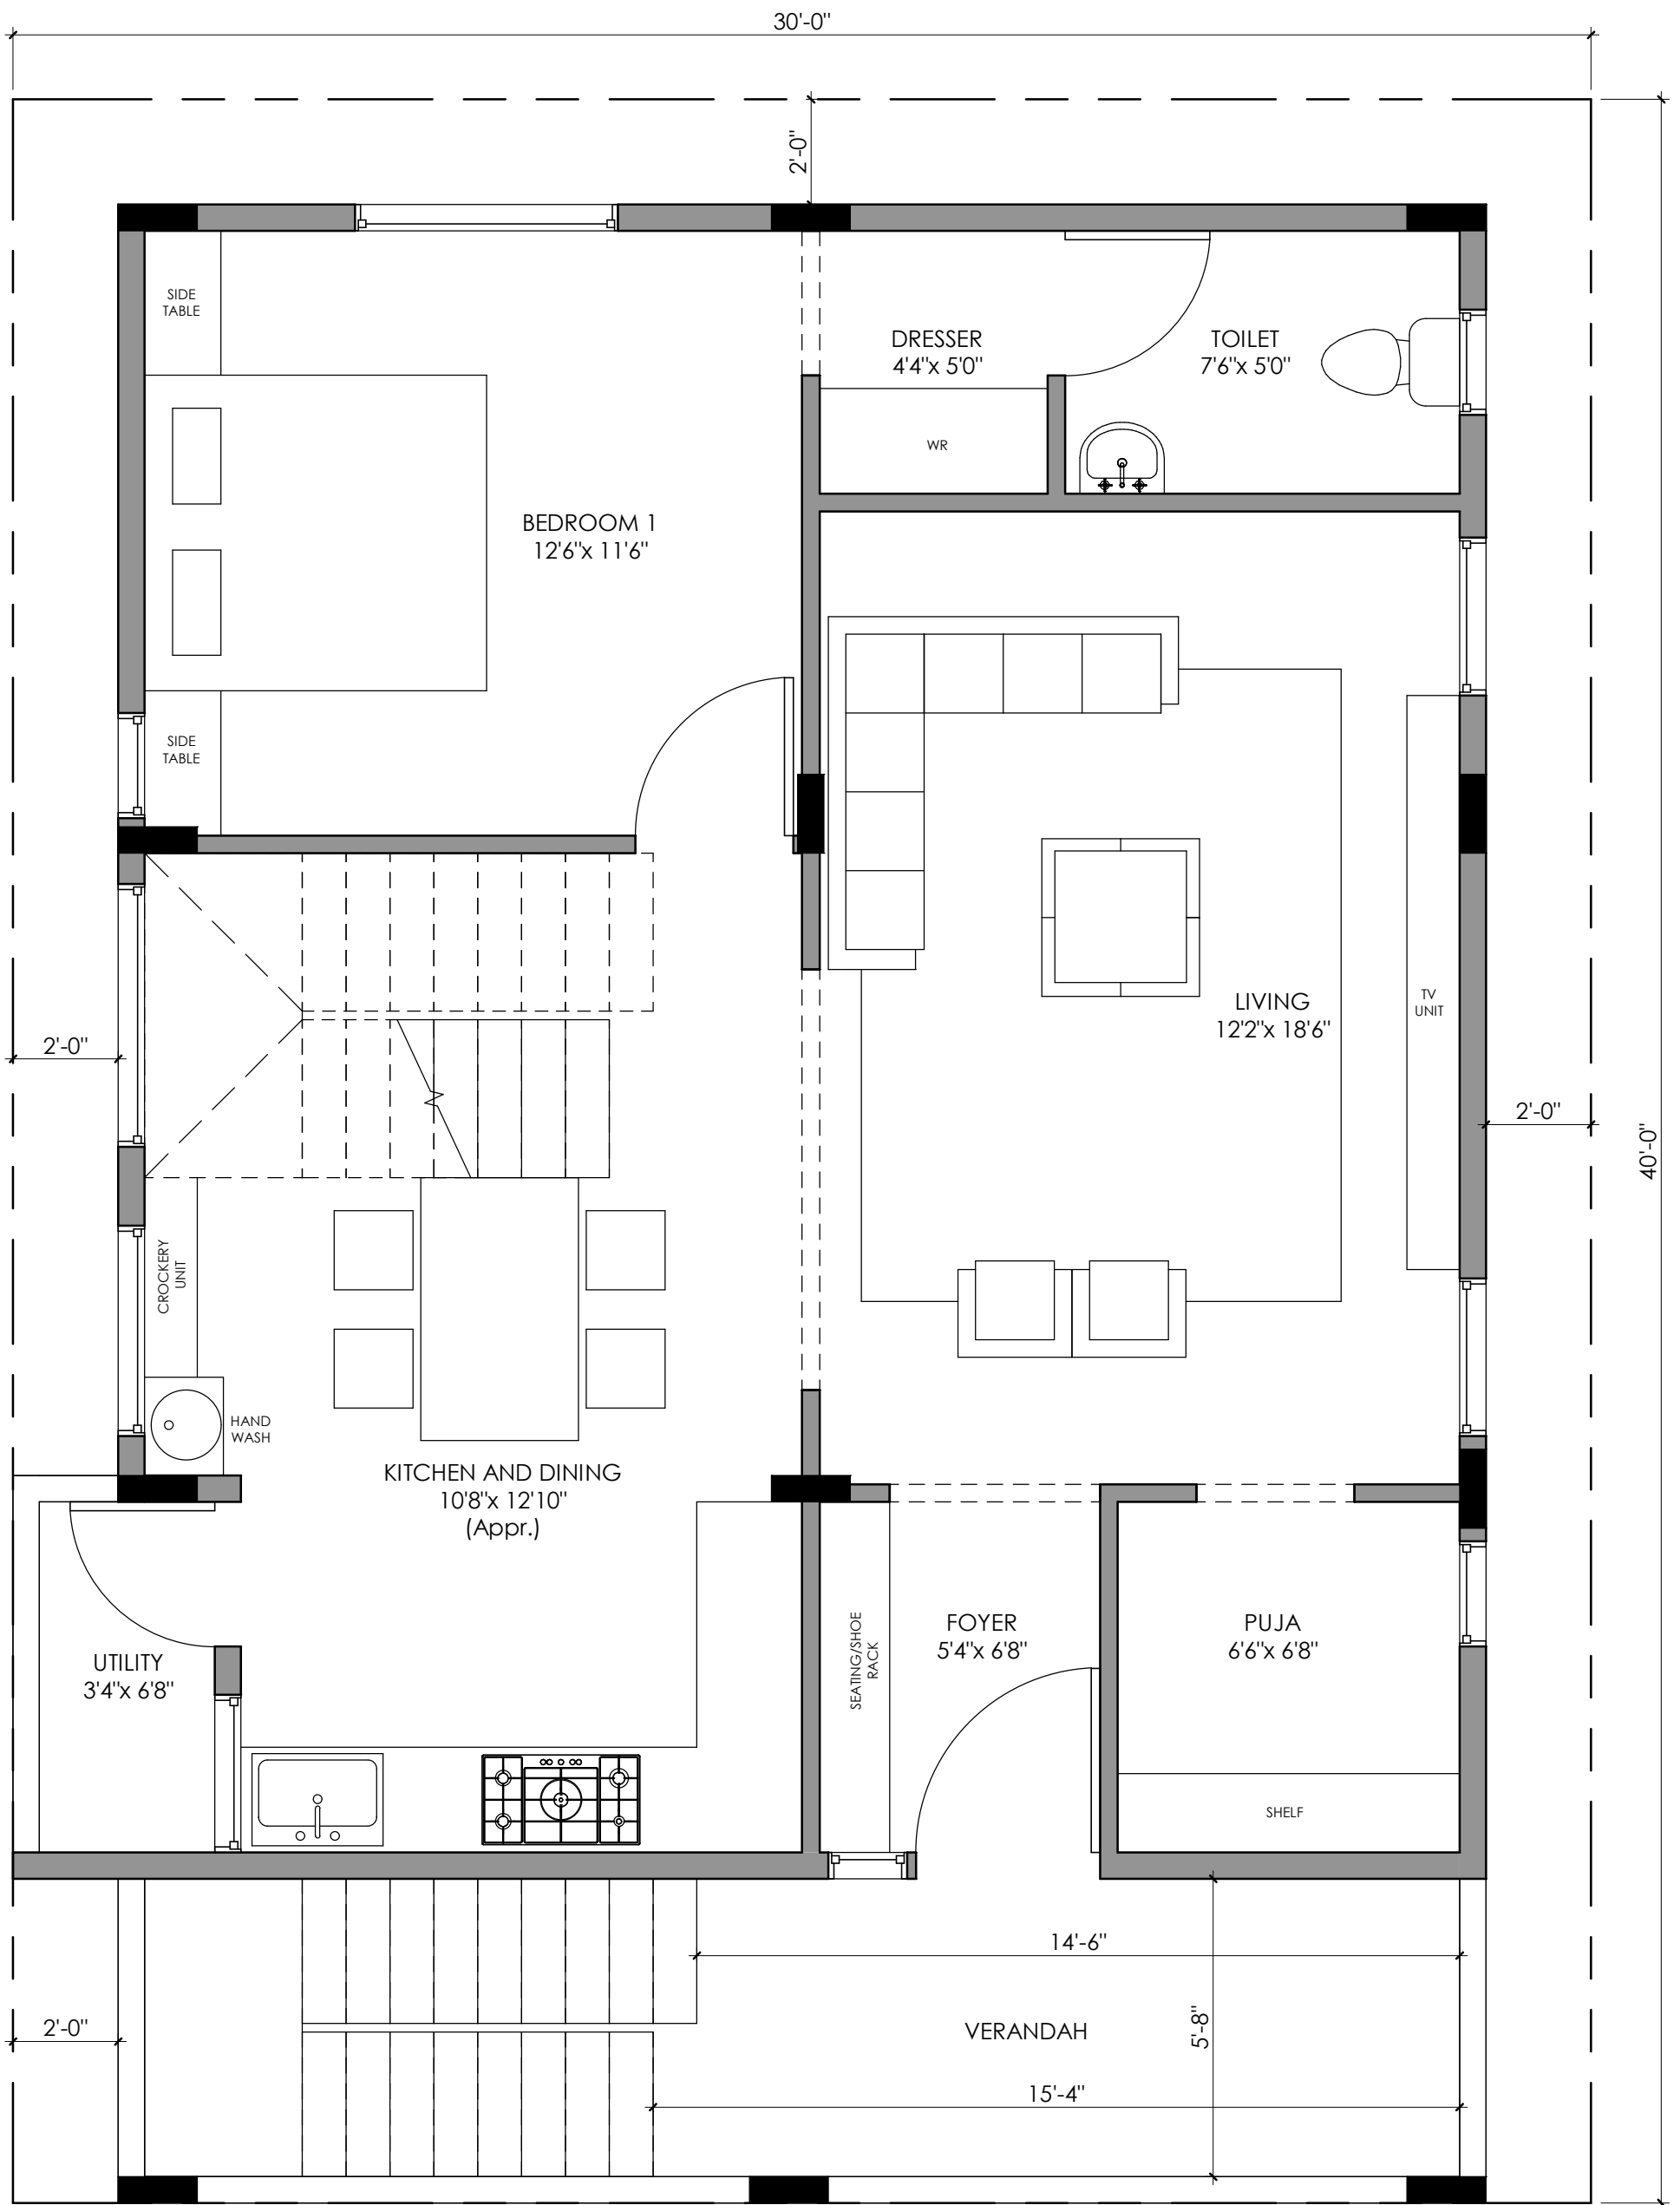 30'-0"
2'-0"
SIDE
TABLE
DRESSER
4'4"x 5'0"
TOILET
7'6"x 5'0"
WR
BEDROOM 1
12'6"x 11'6"
SIDE
TABLE
LIVING
12'2"x 18'6"
TV
UNIT
2'-0"
2'-0"
40'-0"
CROCKERY
UNIT
HAND
WASH
KITCHEN AND DINING
10'8"x 12'10"
(Appr.)
UTILITY
3'4"x 6'8"
SEATING/SHOE
RACK
FOYER
5'4"x 6'8"
PUJA
6'6"x 6'8"
SHELF
14'-6"
2'-0"
VERANDAH
5'-8"
15'-4"